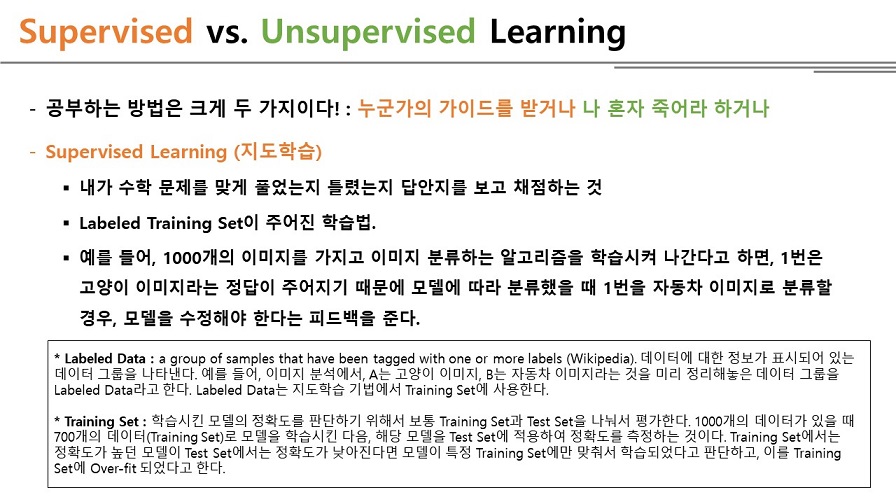 Supervised vs. Unsupervised Learning
- 공부하는 방법은 크게 두 가지이다! : 누군가의 가이드를 받거나 나 혼자 죽어라 하거나
- Supervised Learning (지도학습)
▪ 내가 수학 문제를 맞게 풀었는지 틀렸는지 답안지를 보고 채점하는 것
▪ Labeled Training Set이 주어진 학습법.
▪ 예를 들어, 1000개의 이미지를 가지고 이미지 분류하는 알고리즘을 학습시켜 나간다고 하면, 1번은
고양이 이미지라는 정답이 주어지기 때문에 모델에 따라 분류했을 때 1번을 자동차 이미지로 분류할
경우, 모델을 수정해야 한다는 피드백을 준다.
* Labeled Data : a group of samples that have been tagged with one or more labels (Wikipedia). 데이터에 대한 정보가 표시되어 있는
데이터 그룹을 나타낸다. 예를 들어, 이미지 분석에서, A는 고양이 이미지, B는 자동차 이미지라는 것을 미리 정리해놓은 데이터 그룹을
Labeled Data라고 한다. Labeled Data는 지도학습 기법에서 Training Set에 사용한다.
* Training Set : 학습시킨 모델의 정확도를 판단하기 위해서 보통 Training Set과 Test Set을 나눠서 평가한다. 1000개의 데이터가 있을 때
700개의 데이터(Training Set)로 모델을 학습시킨 다음, 해당 모델을 Test Set에 적용하여 정확도를 측정하는 것이다. Training Set에서는
정확도가 높던 모델이 Test Set에서는 정확도가 낮아진다면 모델이 특정 Training Set에만 맞춰서 학습되었다고 판단하고, 이를 Training
Set에 Over-fit 되었다고 한다.